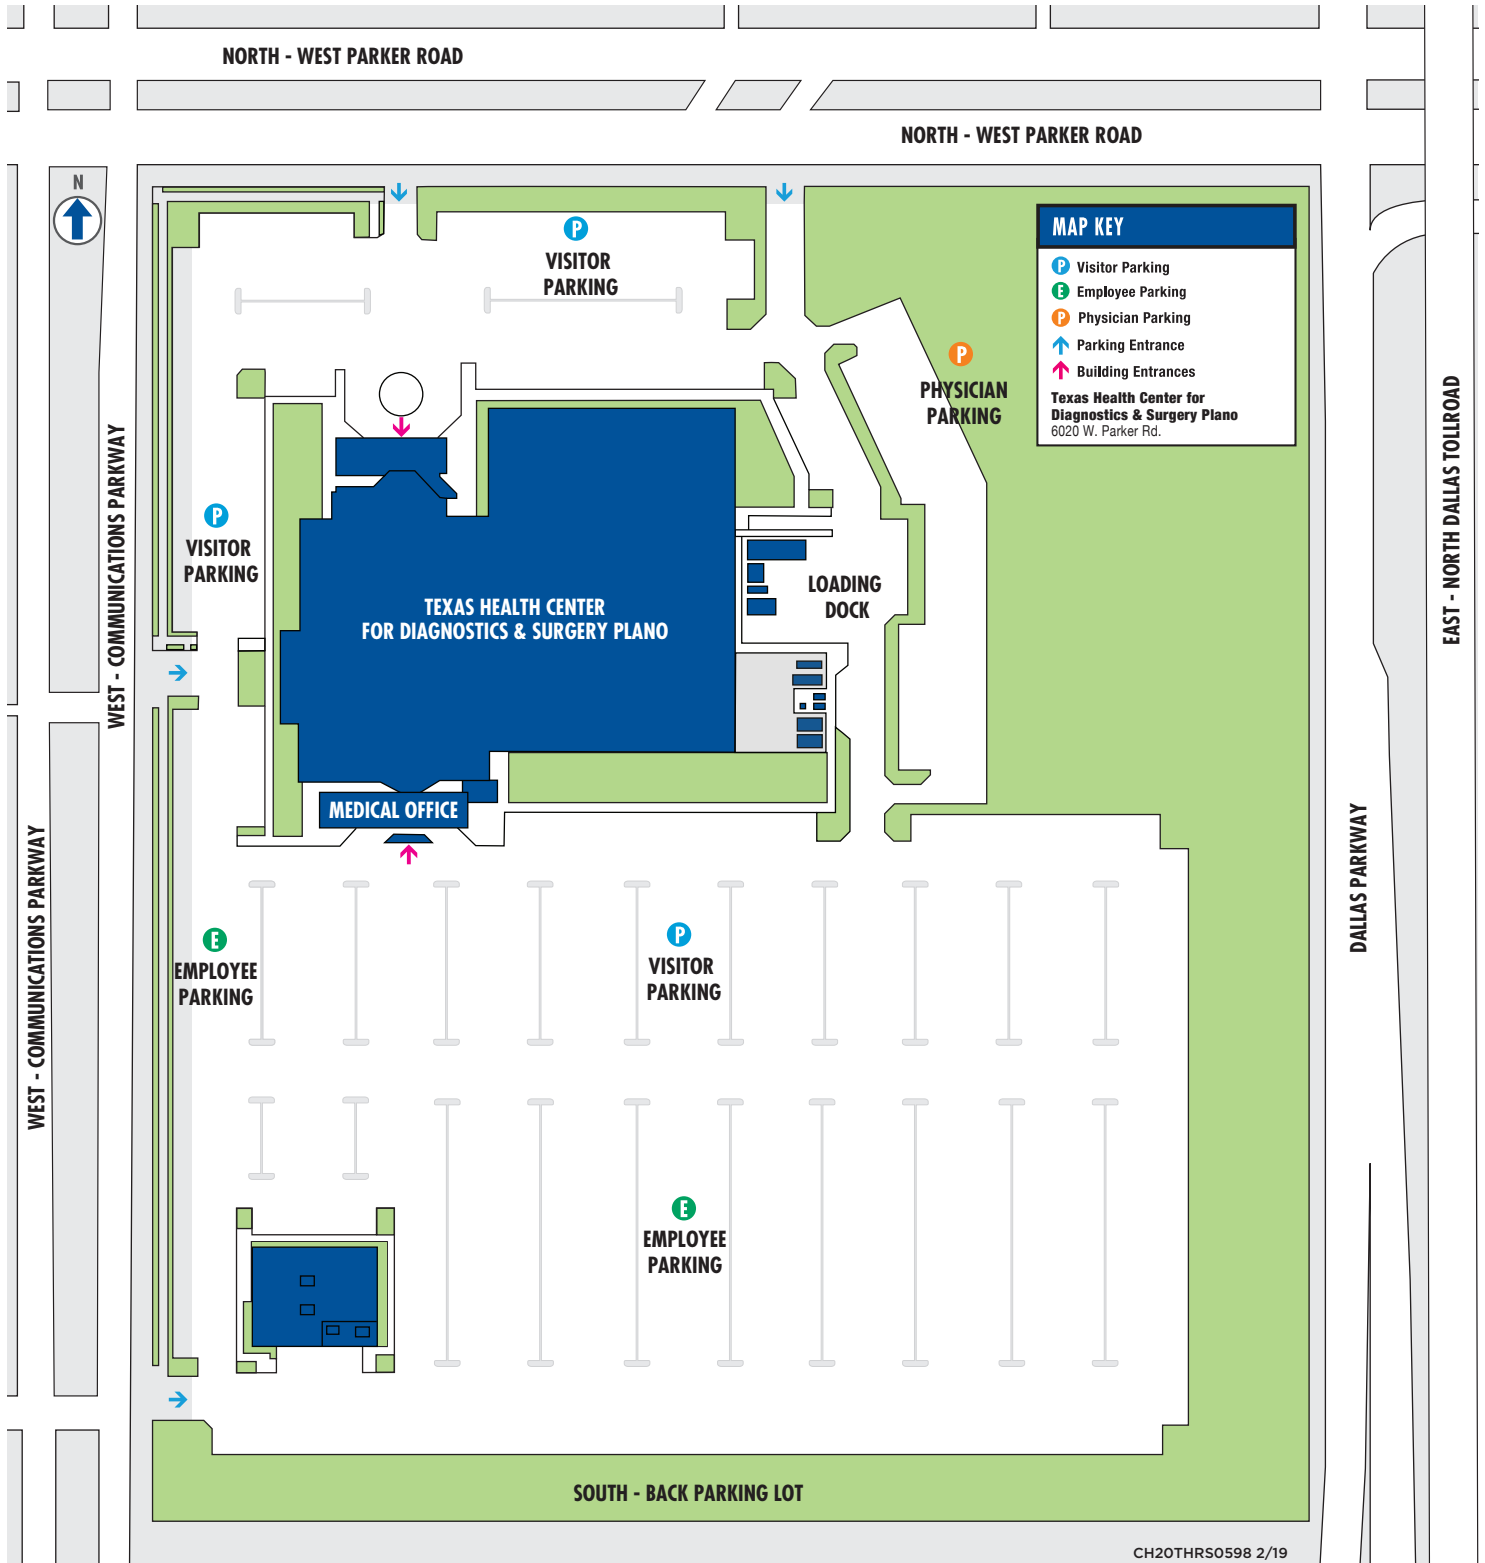 NORTH - WEST PARKER ROAD
NORTH - WEST PARKER ROAD
N
P
VISITOR
PARKING
MAP KEY
P Visitor Parking
E Employee Parking
P Physician Parking
Parking Entrance
Building Entrances
Texas Health Center for
Diagnostics & Surgery Plano
6020 W. Parker Rd.
P
PHYSICIAN
PARKING
WEST - COMMUNICATIONS PARKWAY
EAST - NORTH DALLAS TOLLROAD
P
VISITOR
PARKING
LOADING
DOCK
TEXAS HEALTH CENTER
FOR DIAGNOSTICS & SURGERY PLANO
MEDICAL OFFICE
WEST - COMMUNICATIONS PARKWAY
DALLAS PARKWAY
E
EMPLOYEE
PARKING
P
VISITOR
PARKING
E
EMPLOYEE
PARKING
SOUTH - BACK PARKING LOT
CH20THRS0598 2/19